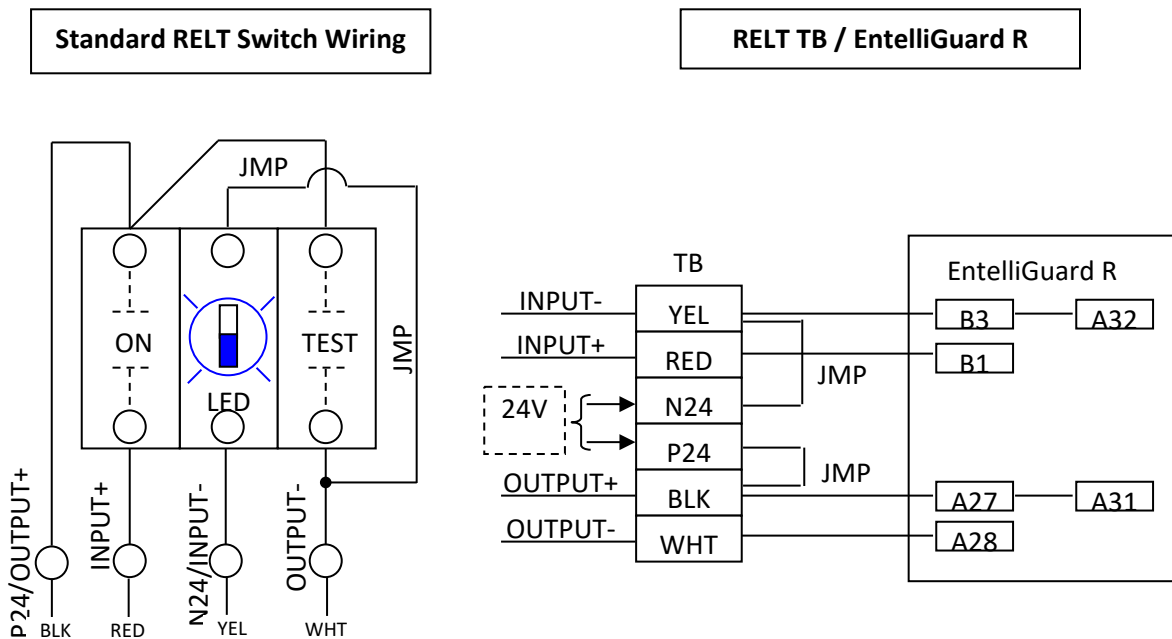 Standard RELT Switch Wiring
RELT TB / EntelliGuard R
JMP
JMP
ON
LED
TEST
P24/OUTPUT+
INPUT+
N24/INPUT-
OUTPUT-
BLK
RED
YEL
WHT
TB
EntelliGuard R
INPUT-
YEL
B3
A32
INPUT+
RED
B1
JMP
24V
N24
P24
JMP
OUTPUT+
BLK
A27
A31
OUTPUT-
WHT
A28